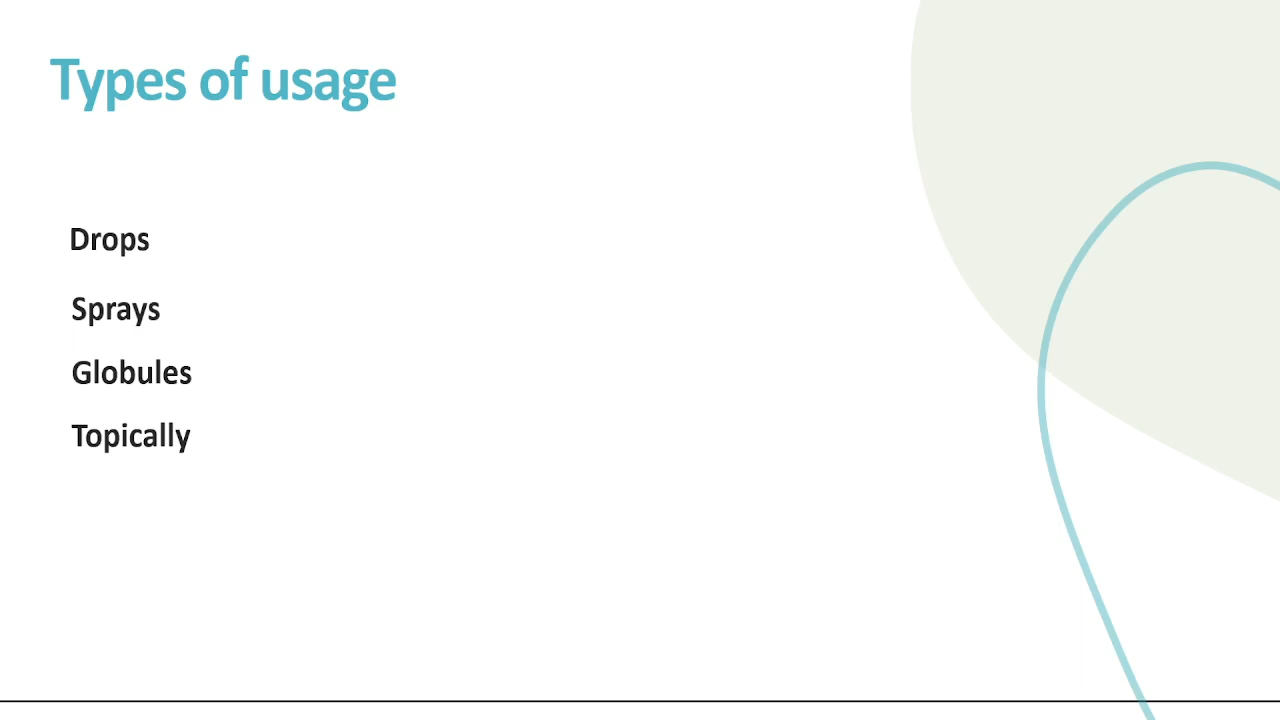 Types of usage
Drops
Sprays
Globules
Topically